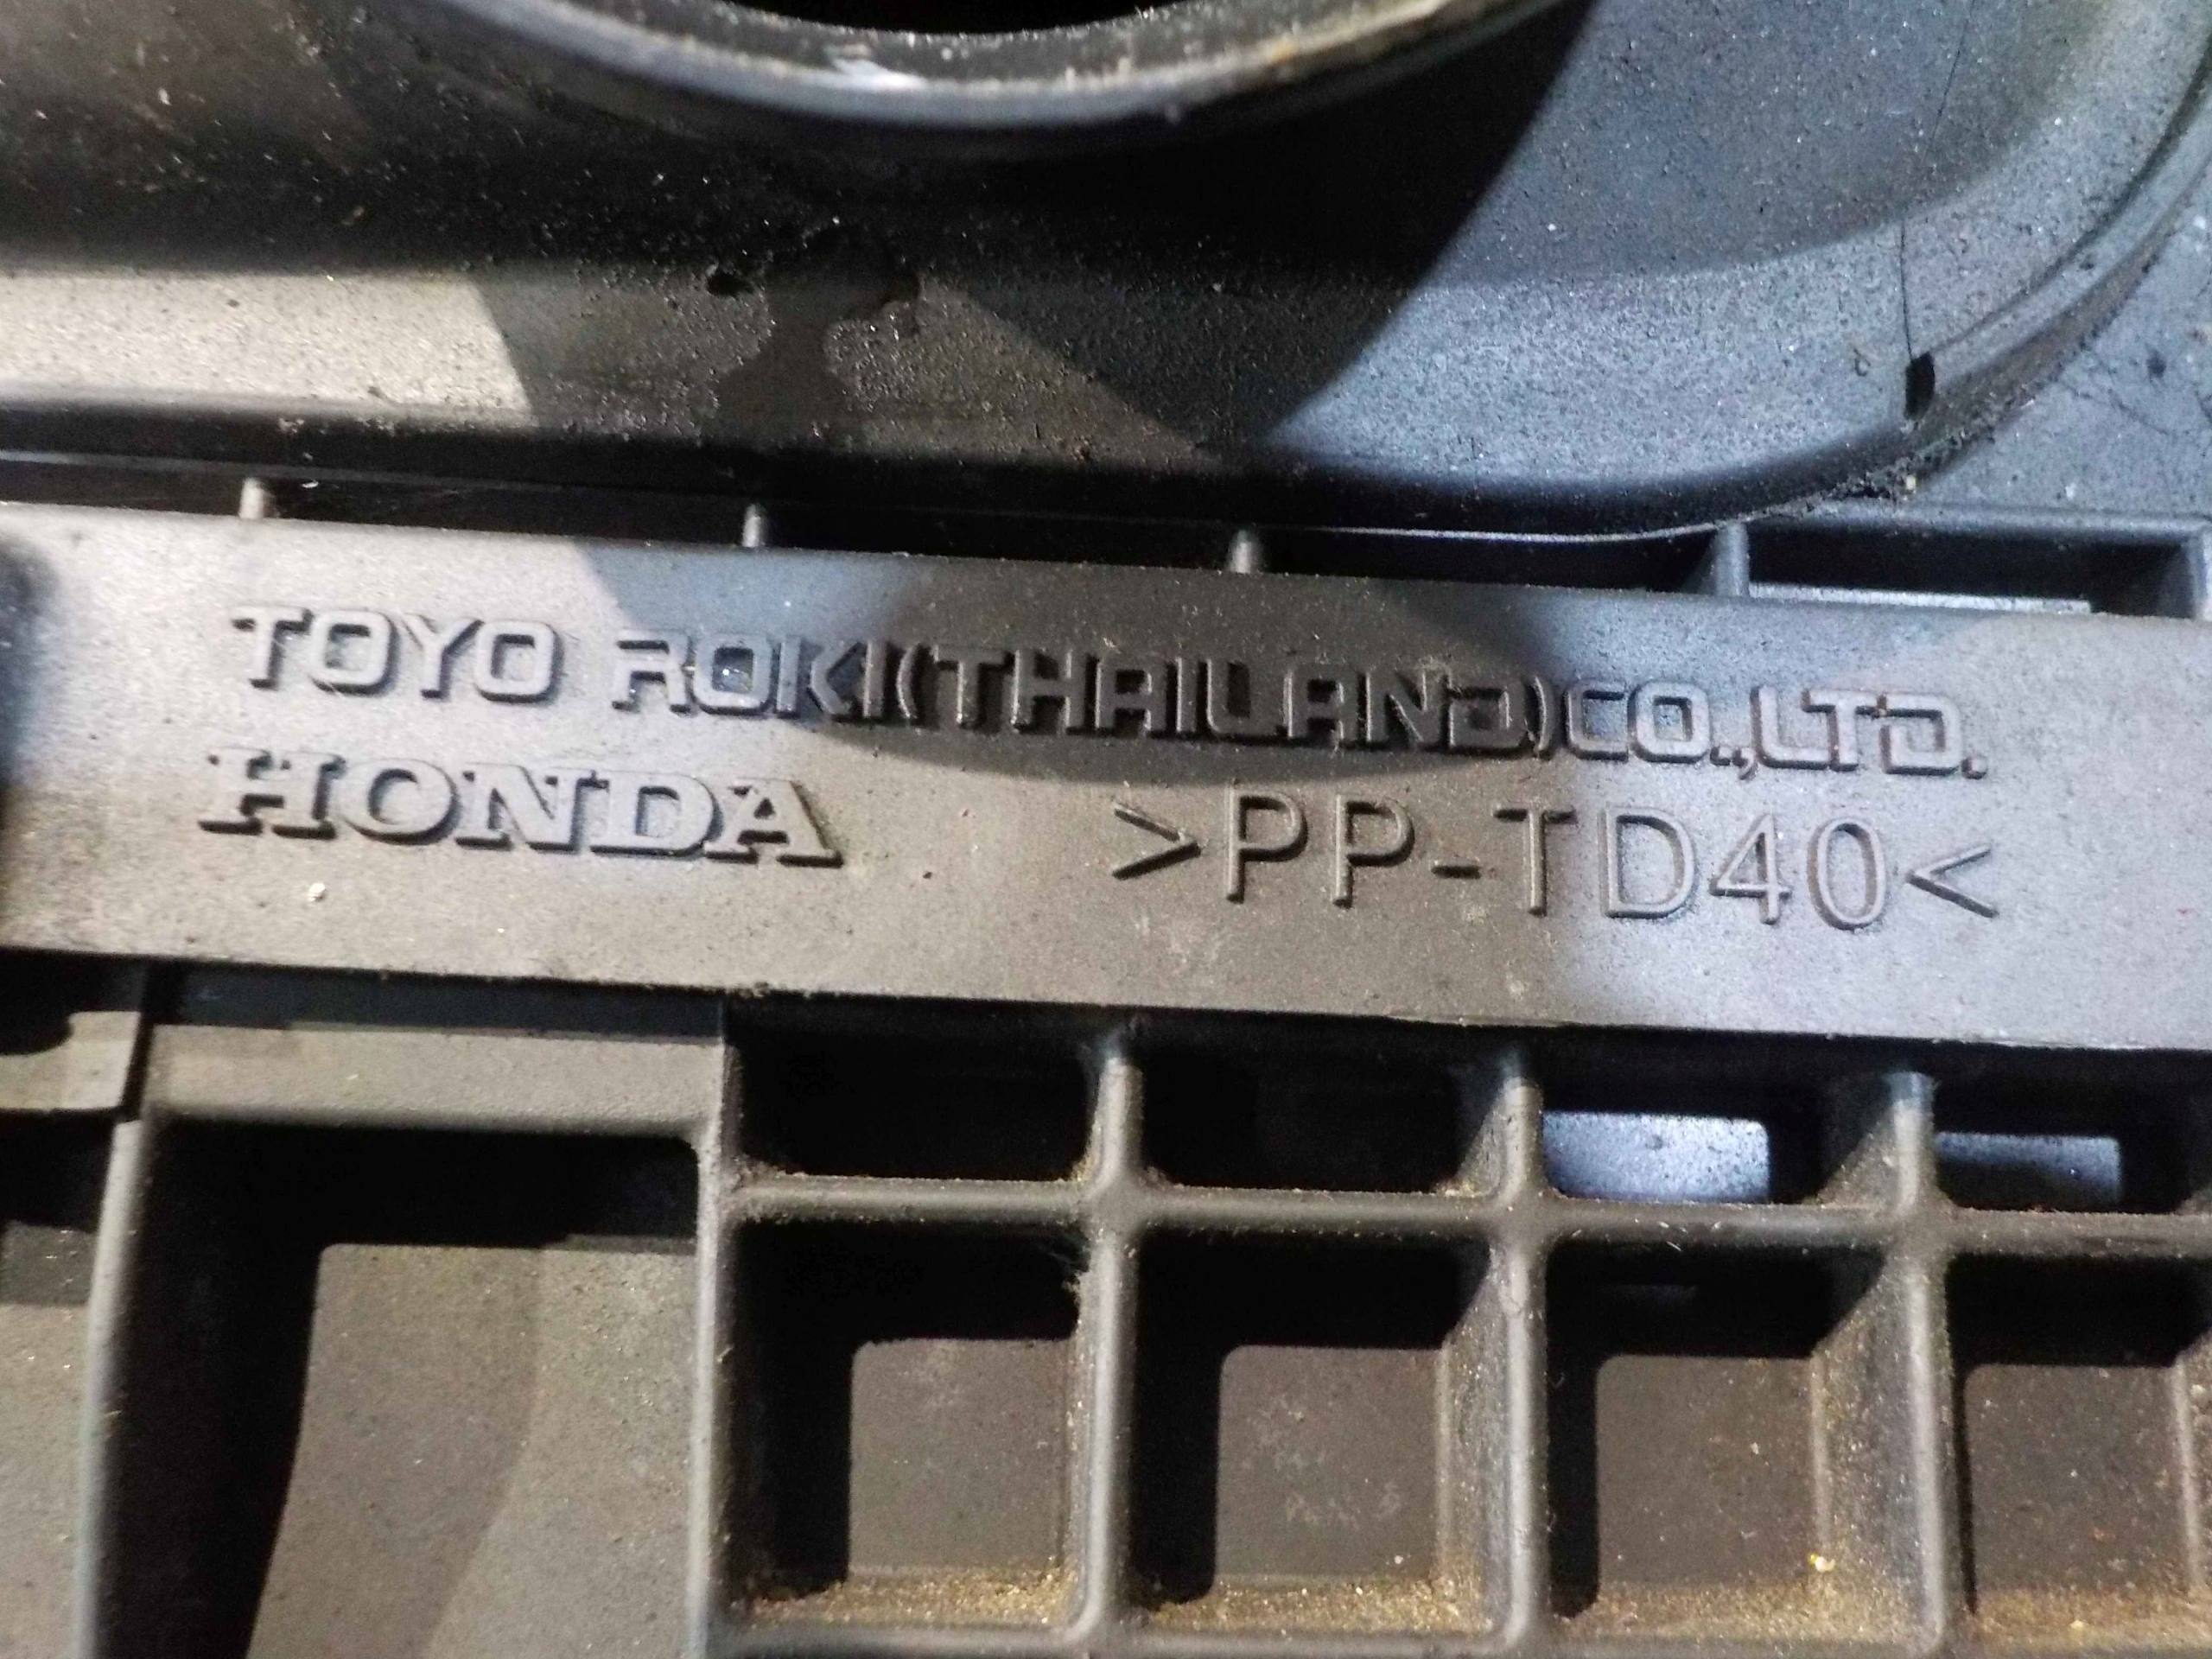 TOYO ROKI(THAILAND)CO.,LTD.
HONDA >PP-TD40<